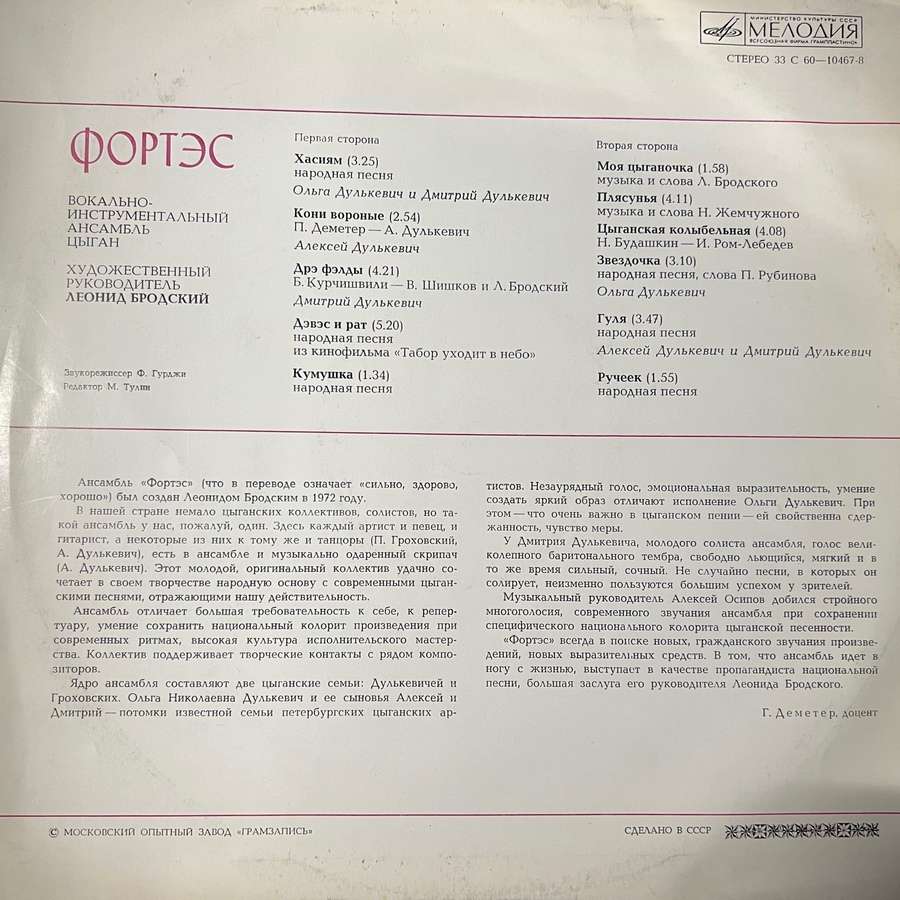 МИНИСТЕРСТВО КУЛЬТУРЫ СССР
МЕЛОДИЯ
ВСЕСОЮЗНАЯ ФИРМА ГРАМПЛАСТИНОК
СТЕРЕО 33 С 60—10467-8
ФОРТЭС
ВОКАЛЬНО-
ИНСТРУМЕНТАЛЬНЫЙ
АНСАМБЛЬ
ЦЫГАН
ХУДОЖЕСТВЕННЫЙ
РУКОВОДИТЕЛЬ
ЛЕОНИД БРОДСКИЙ
Звукорежиссер Ф. Гурджи
Редактор М. Тулин
Первая сторона
Хасиям (3.25)
народная песня
Ольга Дулькевич и Дмитрий Дулькевич
Кони вороные (2.54)
П. Деметер — А. Дулькевич
Алексей Дулькевич
Дрэ фэлды (4.21)
Б. Курчишвили — В. Шишков и Л. Бродский
Дмитрий Дулькевич
Дэвэс и рат (5.20)
народная песня
из кинофильма «Табор уходит в небо»
Кумушка (1.34)
народная песня
Вторая сторона
Моя цыганочка (1.58)
музыка и слова Л. Бродского
Плясунья (4.11)
музыка и слова Н. Жемчужного
Цыганская колыбельная (4.08)
Н. Будашкин — И. Ром-Лебедев
Звездочка (3.10)
народная песня, слова П. Рубинова
Ольга Дулькевич
Гуля (3.47)
народная песня
Алексей Дулькевич и Дмитрий Дулькевич
Ручеек (1.55)
народная песня
Ансамбль «Фортэс» (что в переводе означает «сильно, здорово,
хорошо») был создан Леонидом Бродским в 1972 году.
В нашей стране немало цыганских коллективов, солистов, но та-
кой ансамбль у нас, пожалуй, один. Здесь каждый артист и певец, и
гитарист, а некоторые из них к тому же и танцоры (П. Гроховский,
А. Дулькевич), есть в ансамбле и музыкально одаренный скрипач
(А. Дулькевич). Этот молодой, оригинальный коллектив удачно со-
четает в своем творчестве народную основу с современными цыган-
скими песнями, отражающими нашу действительность.
Ансамбль отличает большая требовательность к себе, к репер-
туару, умение сохранить национальный колорит произведения при
современных ритмах, высокая культура исполнительского мастер-
ства. Коллектив поддерживает творческие контакты с рядом компо-
зиторов.
Ядро ансамбля составляют две цыганские семьи: Дулькевичей и
Гроховских. Ольга Николаевна Дулькевич и ее сыновья Алексей и
Дмитрий — потомки известной семьи петербургских цыганских ар-
тистов. Незаурядный голос, эмоциональная выразительность, умение
создать яркий образ отличают исполнение Ольги Дулькевич. При
этом — что очень важно в цыганском пении — ей свойственна сдер-
жанность, чувство меры.
У Дмитрия Дулькевича, молодого солиста ансамбля, голос вели-
колепного баритонального тембра, свободно льющийся, мягкий и в
то же время сильный, сочный. Не случайно песни, в которых он
солирует, неизменно пользуются большим успехом у зрителей.
Музыкальный руководитель Алексей Осипов добился стройного
многоголосия, современного звучания ансамбля при сохранении
специфического национального колорита цыганской песенности.
«Фортэс» всегда в поиске новых, гражданского звучания произве-
дений, новых выразительных средств. В том, что ансамбль идет в
ногу с жизнью, выступает в качестве пропагандиста национальной
песни, большая заслуга его руководителя Леонида Бродского.
Г. Деметер, доцент
© МОСКОВСКИЙ ОПЫТНЫЙ ЗАВОД «ГРАМЗАПИСЬ»
СДЕЛАНО В СССР